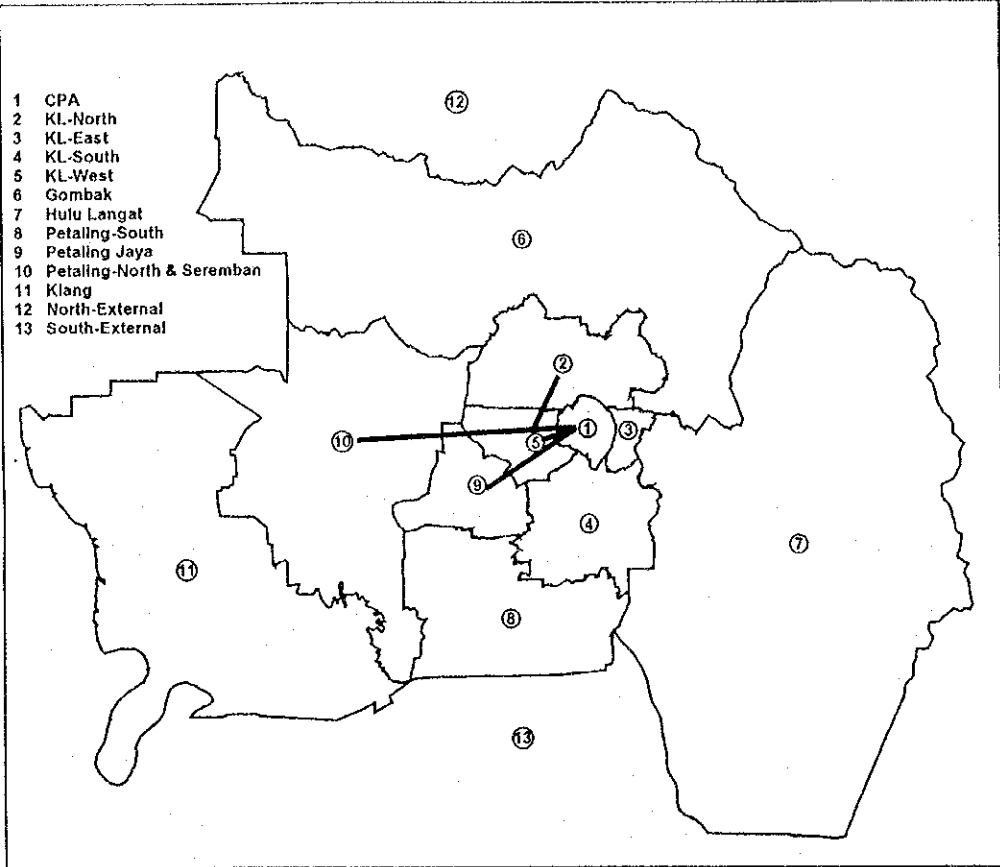 1 CPA
2 KL-North
3 KL-East
4 KL-South
5 KL-West
6 Gombak
7 Hulu Langat
8 Petaling-South
9 Petaling Jaya
10 Petaling-North & Seremban
11 Klang
12 North-External
13 South-External
12
6
2
1
3
10
5
9
4
7
11
8
13